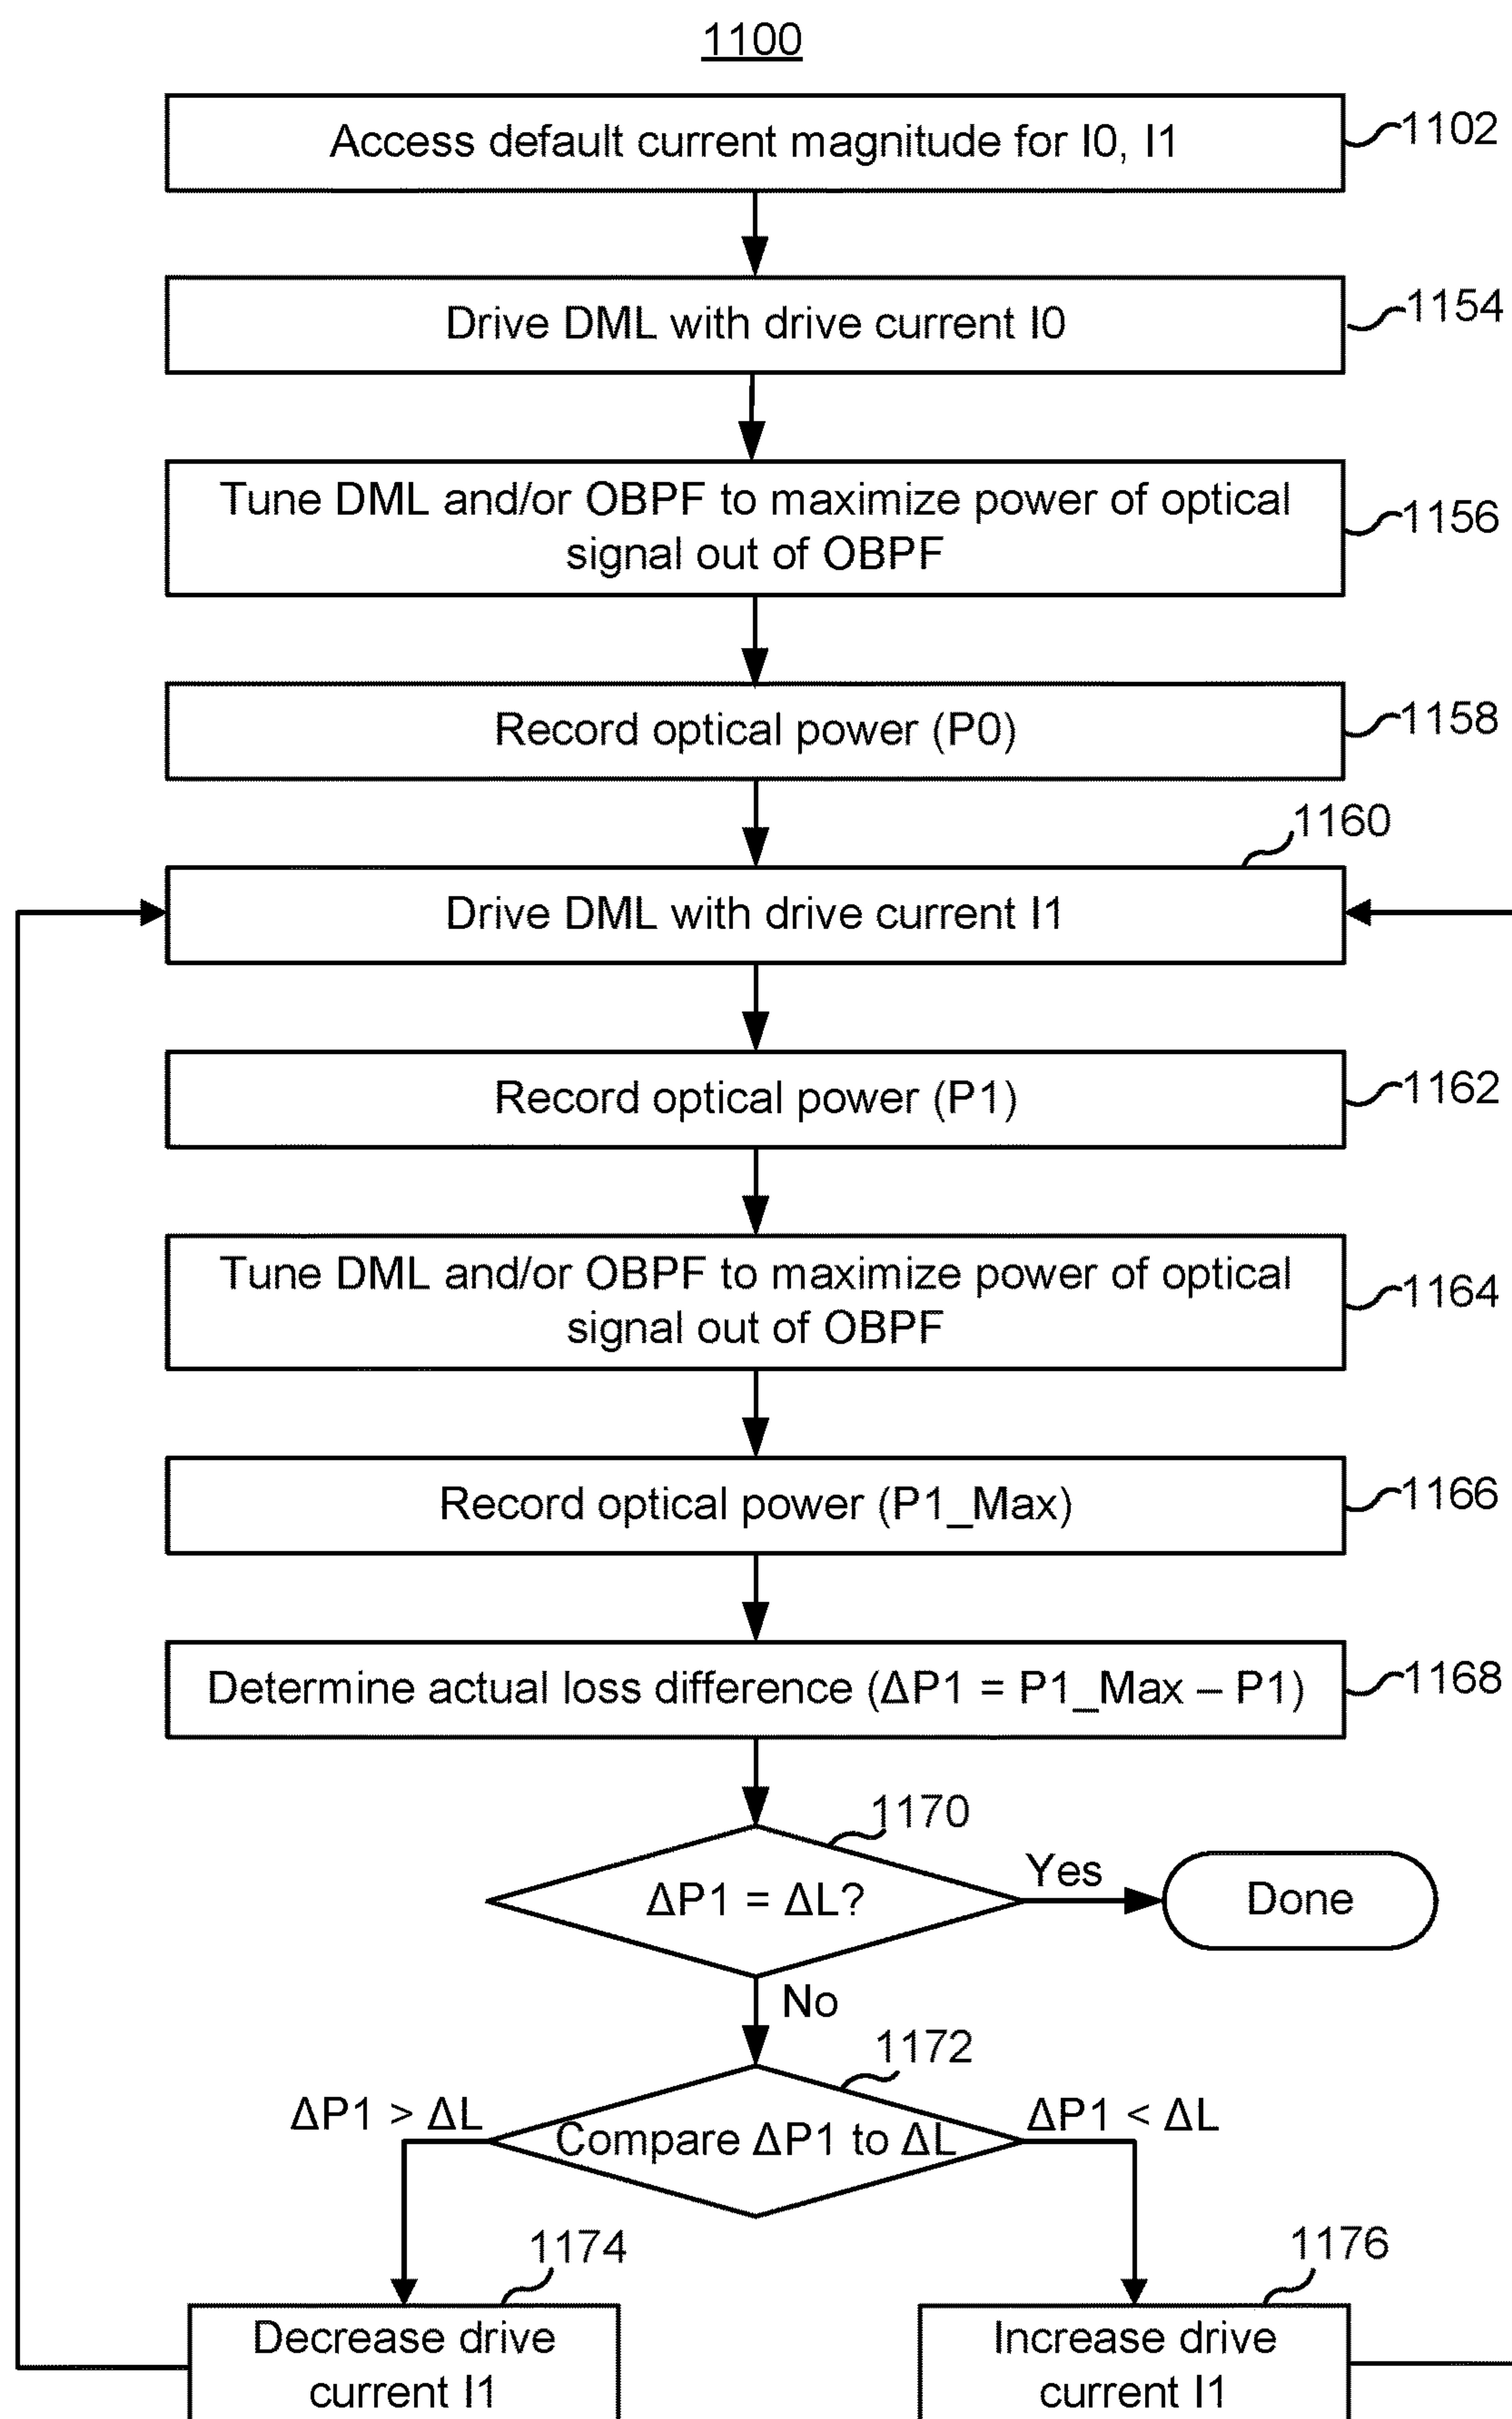 1100
Access default current magnitude for I0, I1
1102
Drive DML with drive current I0
1154
Tune DML and/or OBPF to maximize power of optical
signal out of OBPF
1156
Record optical power (P0)
1158
1160
Drive DML with drive current I1
Record optical power (P1)
1162
Tune DML and/or OBPF to maximize power of optical
signal out of OBPF
1164
Record optical power (P1_Max)
1166
Determine actual loss difference (ΔP1 = P1_Max – P1)
1168
1170
ΔP1 = ΔL?
Yes
Done
No
1172
ΔP1 > ΔL
Compare ΔP1 to ΔL
ΔP1 < ΔL
1174
1176
Decrease drive
current I1
Increase drive
current I1